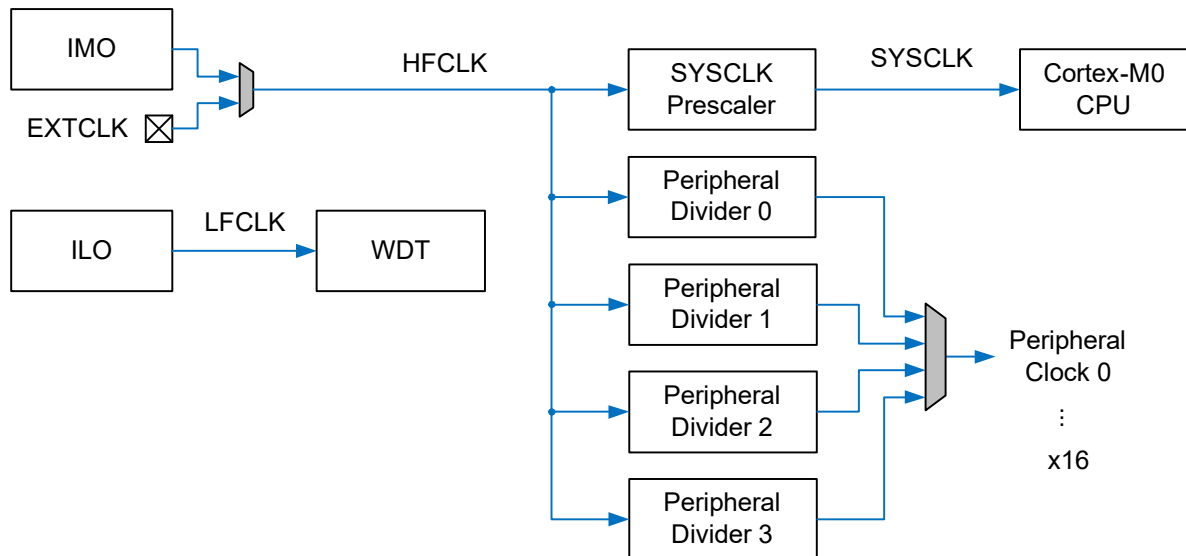 IMO
EXTCLK
HFCLK
SYSCLK
Prescaler
SYSCLK
Cortex-M0
CPU
ILO
LFCLK
WDT
Peripheral
Divider 0
Peripheral
Divider 1
Peripheral
Divider 2
Peripheral
Divider 3
Peripheral
Clock 0
⋮
x16